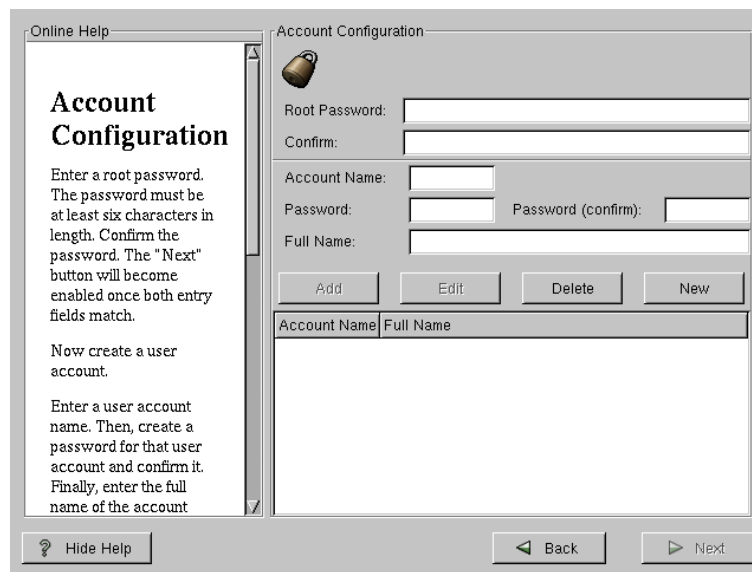 Online Help
Account
Configuration
Enter a root password.
The password must be
at least six characters in
length. Confirm the
password. The "Next"
button will become
enabled once both entry
fields match.
Now create a user
account.
Enter a user account
name. Then, create a
password for that user
account and confirm it.
Finally, enter the full
name of the account
Account Configuration
Root Password:
Confirm:
Account Name:
Password: Password (confirm):
Full Name:
Add Edit Delete New
Account Name Full Name
Hide Help Back Next